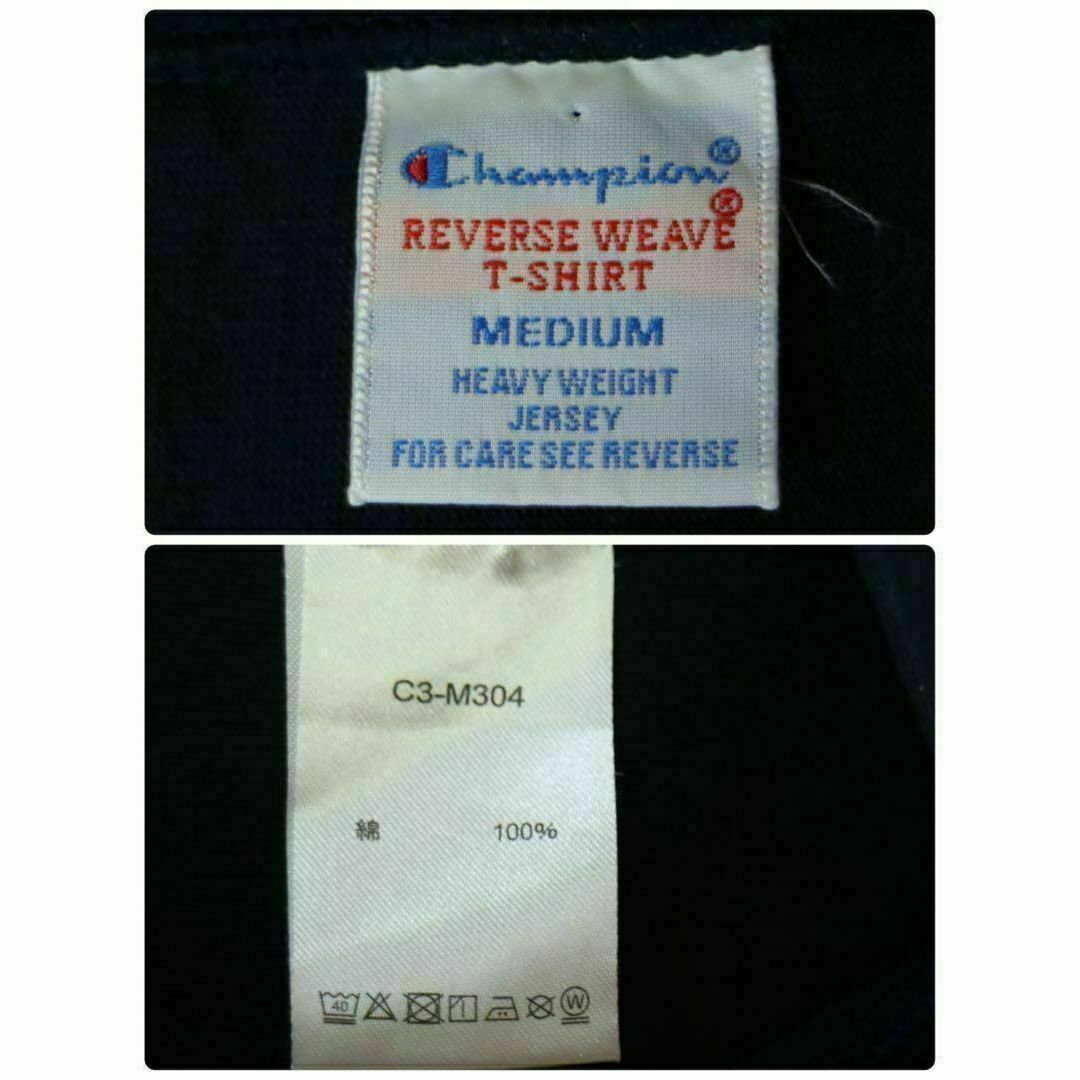 Champion®
REVERSE WEAVE®
T-SHIRT
MEDIUM
HEAVY WEIGHT
JERSEY
FOR CARE SEE REVERSE
C3-M304
綿 100%
40 W